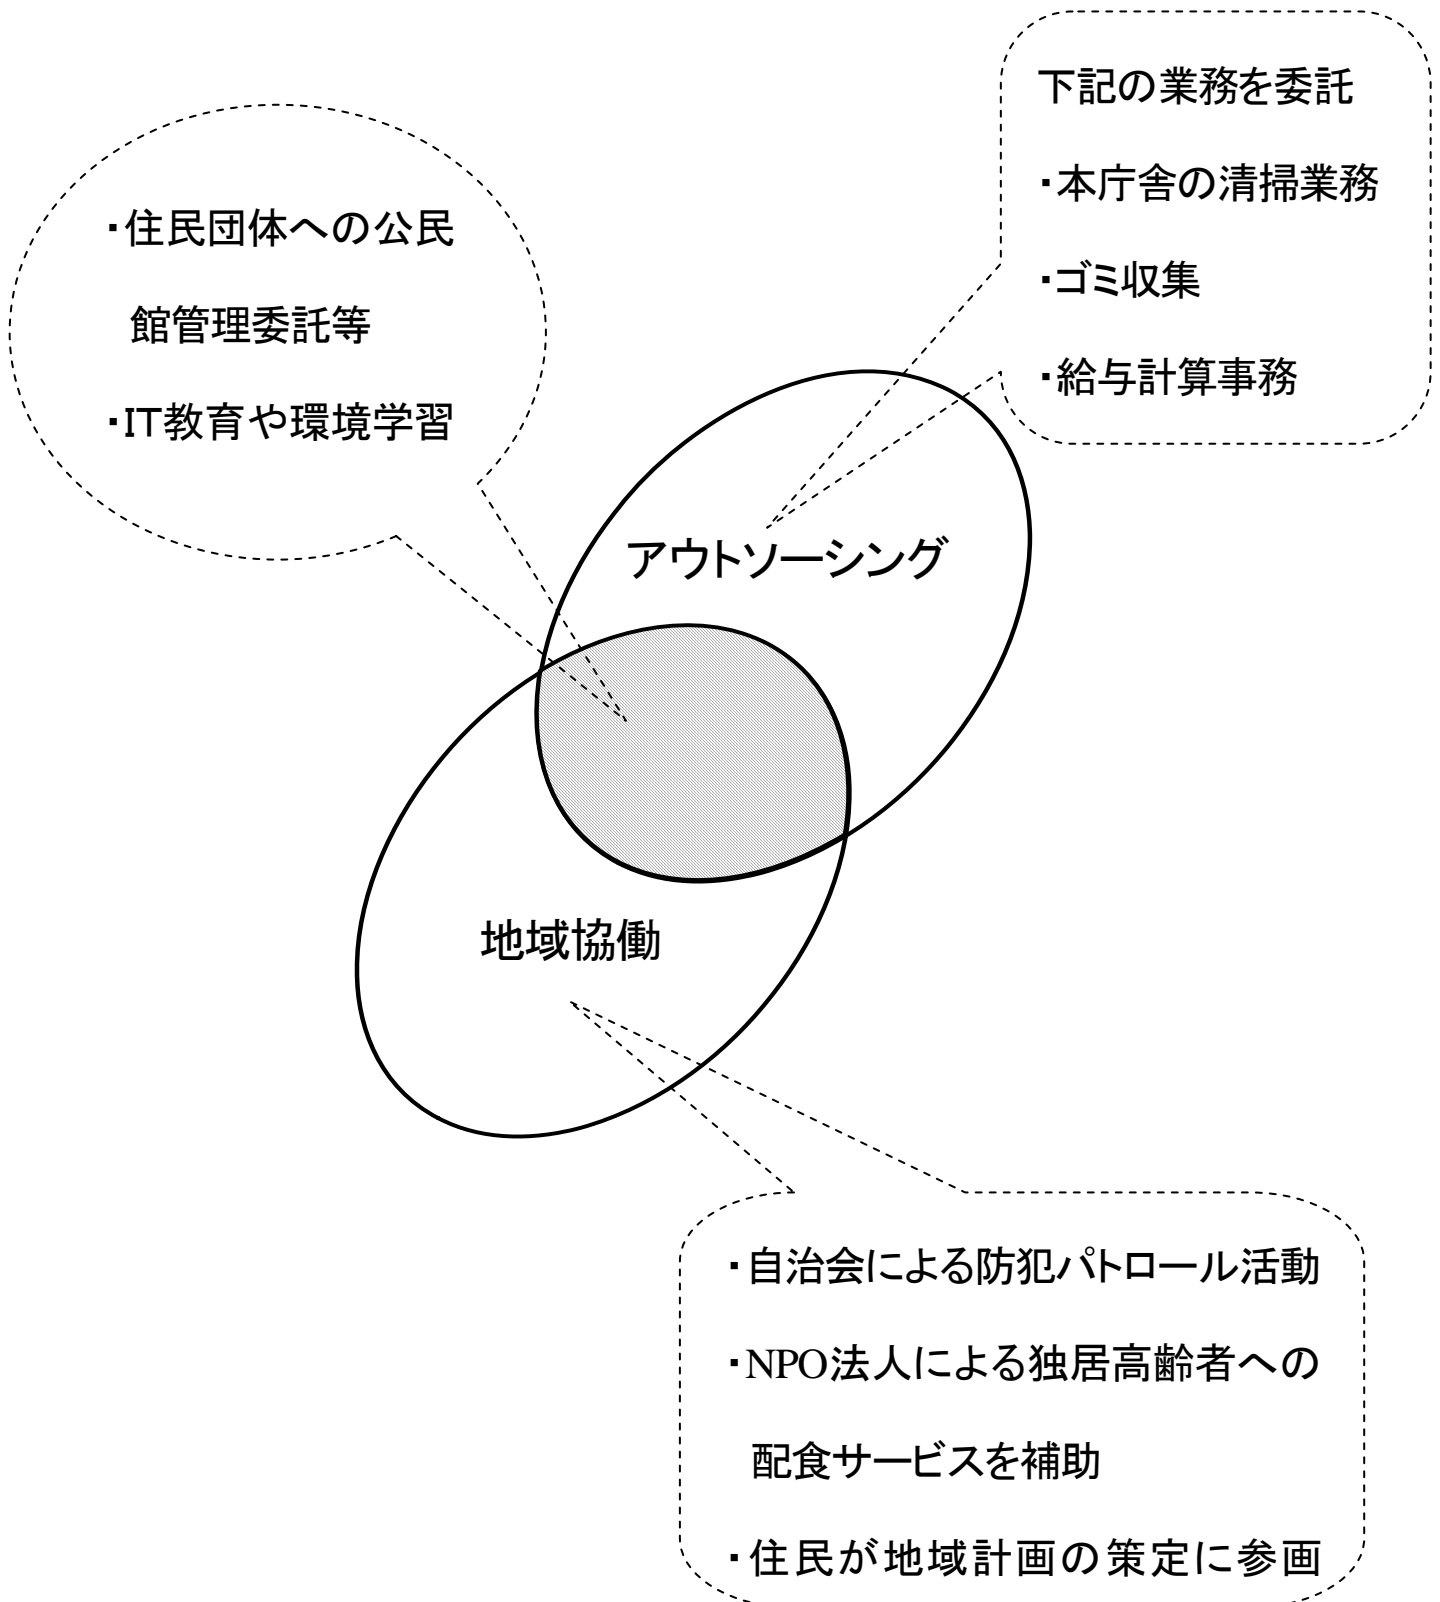 下記の業務を委託
・本庁舎の清掃業務
・ゴミ収集
・給与計算事務
・住民団体への公民
館管理委託等
・IT教育や環境学習
アウトソーシング
地域協働
・自治会による防犯パトロール活動
・NPO法人による独居高齢者への
配食サービスを補助
・住民が地域計画の策定に参画